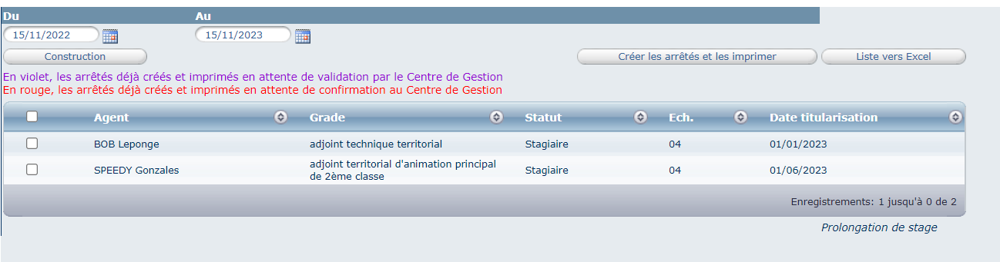 Du Au
15/11/2022 15/11/2023
Construction Créer les arrêtés et les imprimer Liste vers Excel
En violet, les arrêtés déjà créés et imprimés en attente de validation par le Centre de Gestion
En rouge, les arrêtés déjà créés et imprimés en attente de confirmation au Centre de Gestion
Agent Grade Statut Ech. Date titularisation
BOB Leponge adjoint technique territorial Stagiaire 04 01/01/2023
SPEEDY Gonzales adjoint territorial d'animation principal de 2ème classe Stagiaire 04 01/06/2023
Enregistrements: 1 jusqu'à 0 de 2
Prolongation de stage